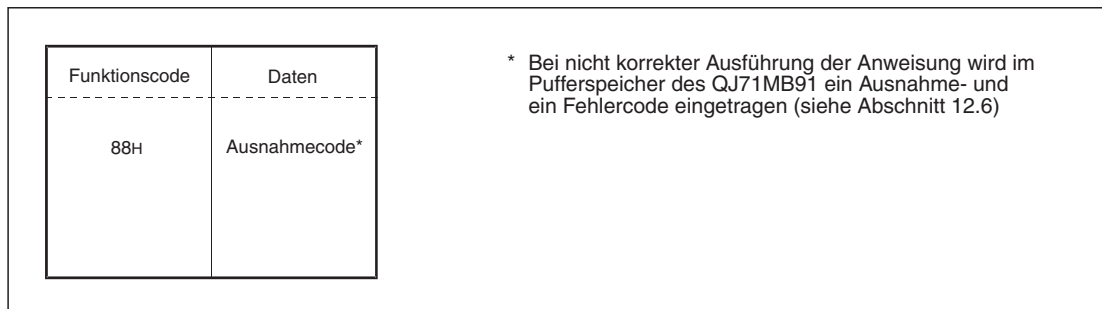 Funktionscode Daten
88H Ausnahmecode*
* Bei nicht korrekter Ausführung der Anweisung wird im
Pufferspeicher des QJ71MB91 ein Ausnahme- und
ein Fehlercode eingetragen (siehe Abschnitt 12.6)